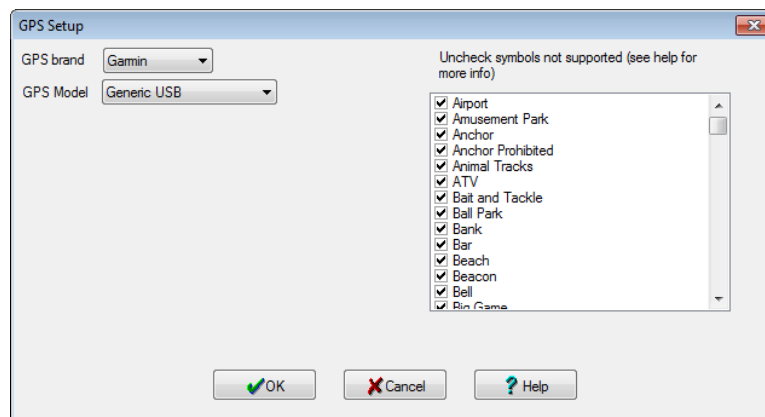 GPS Setup
GPS brand
Garmin
GPS Model
Generic USB
Uncheck symbols not supported (see help for
more info)
Airport
Amusement Park
Anchor
Anchor Prohibited
Animal Tracks
ATV
Bait and Tackle
Ball Park
Bank
Bar
Beach
Beacon
Bell
Big Game
OK
Cancel
? Help